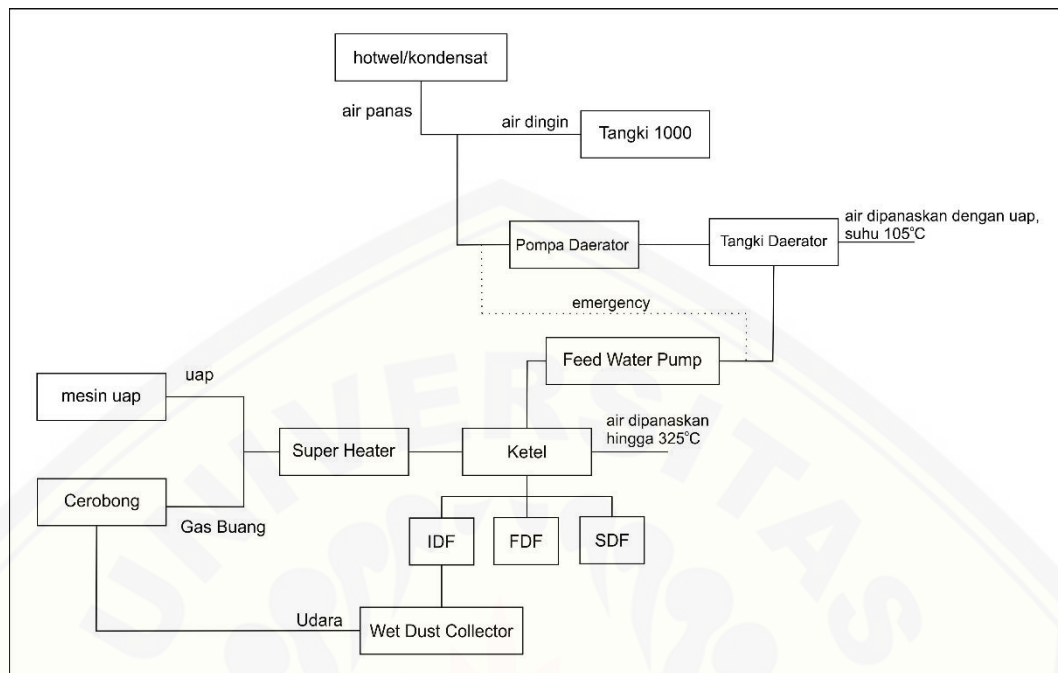 hotwel/kondensat
air panas
air dingin
Tangki 1000
air dipanaskan dengan uap,
suhu 105°C
Pompa Daerator
Tangki Daerator
emergency
Feed Water Pump
uap
mesin uap
air dipanaskan
hingga 325°C
Super Heater
Ketel
Cerobong
Gas Buang
IDF
FDF
SDF
Udara
Wet Dust Collector
UNIVERSITAS